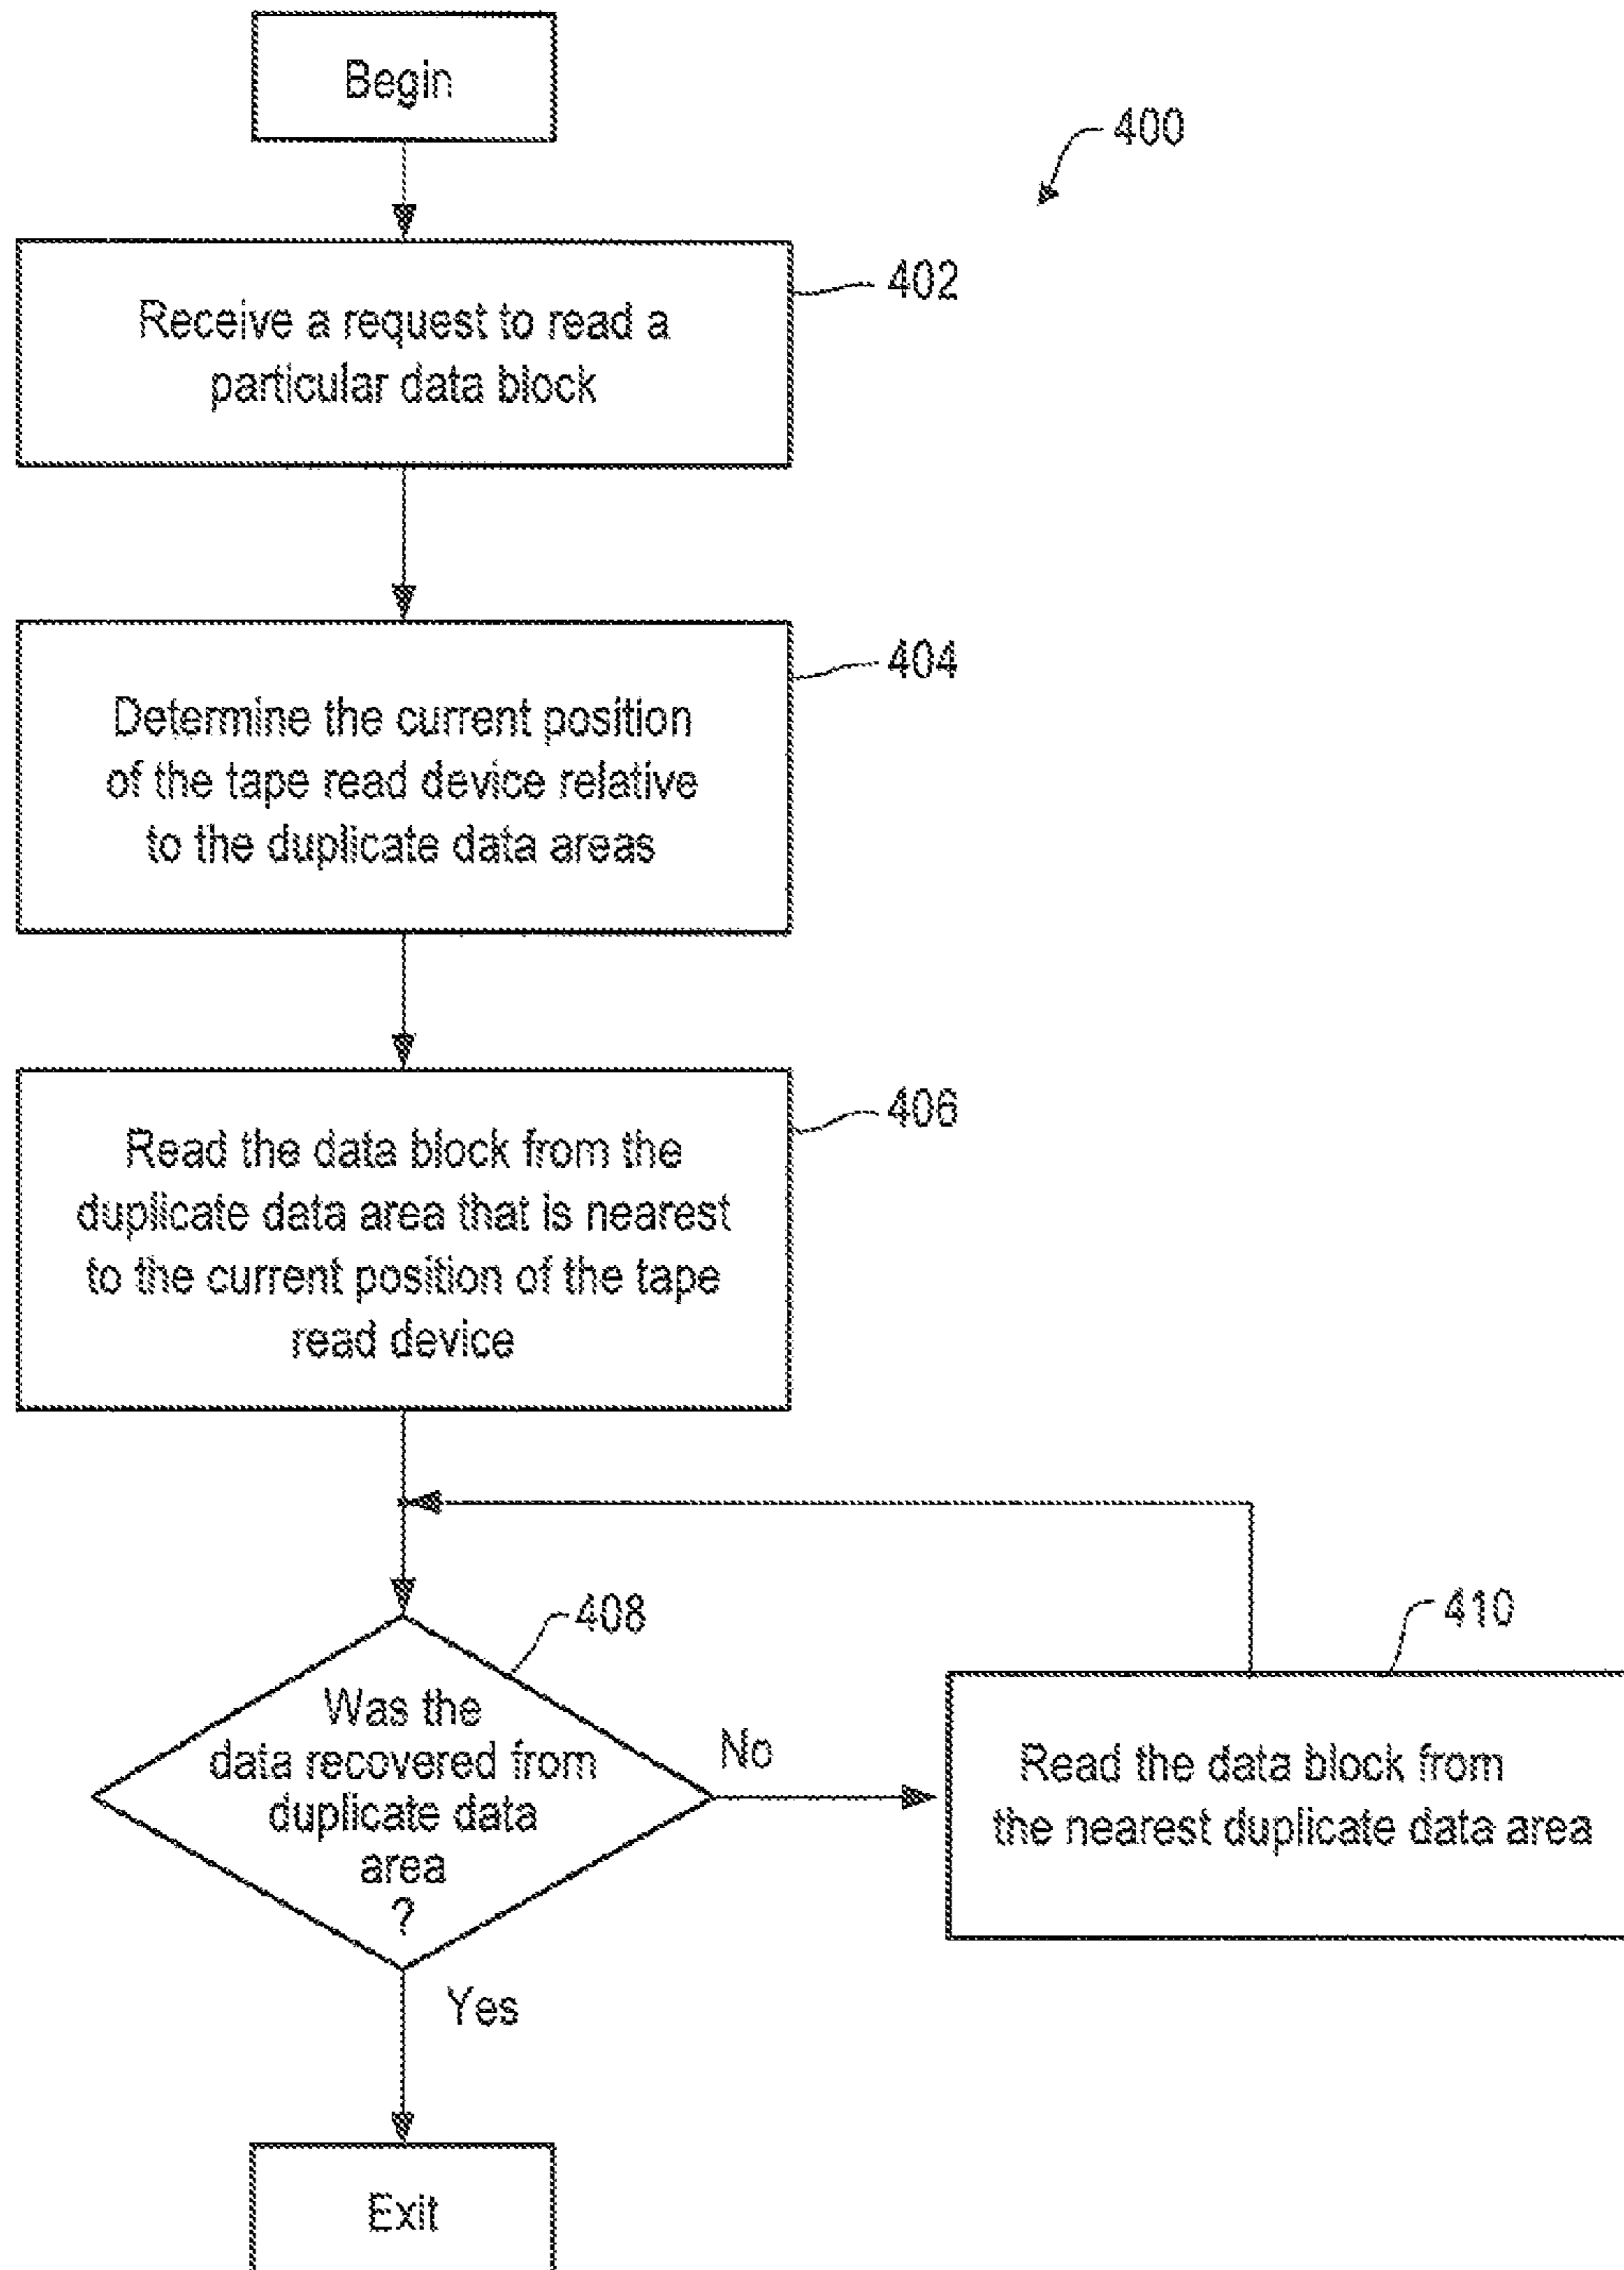 Begin
400
402
Receive a request to read a
particular data block
404
Determine the current position
of the tape read device relative
to the duplicate data areas
406
Read the data block from the
duplicate data area that is nearest
to the current position of the tape
read device
408
Was the
data recovered from
duplicate data
area
?
No
410
Read the data block from
the nearest duplicate data area
Yes
Exit